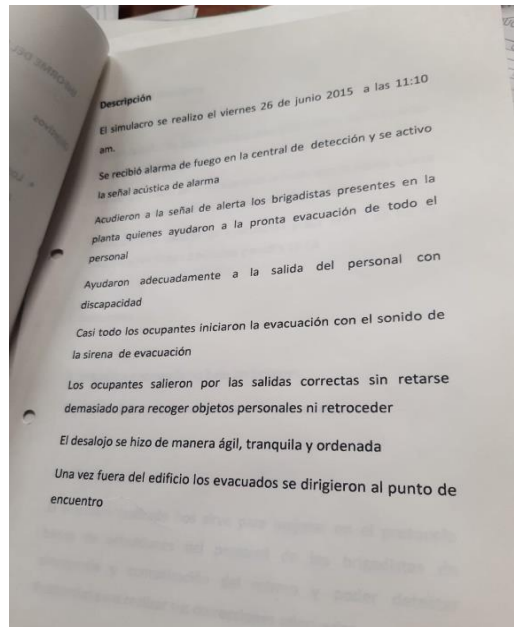 Descripción
El simulacro se realizo el viernes 26 de junio 2015 a las 11:10
am.
Se recibió alarma de fuego en la central de detección y se activo
la señal acústica de alarma
Acudieron a la señal de alerta los brigadistas presentes en la
planta quienes ayudaron a la pronta evacuación de todo el
personal
Ayudaron adecuadamente a la salida del personal con
discapacidad
Casi todo los ocupantes iniciaron la evacuación con el sonido de
la sirena de evacuación
Los ocupantes salieron por las salidas correctas sin retarse
demasiado para recoger objetos personales ni retroceder
El desalojo se hizo de manera ágil, tranquila y ordenada
Una vez fuera del edificio los evacuados se dirigieron al punto de
encuentro